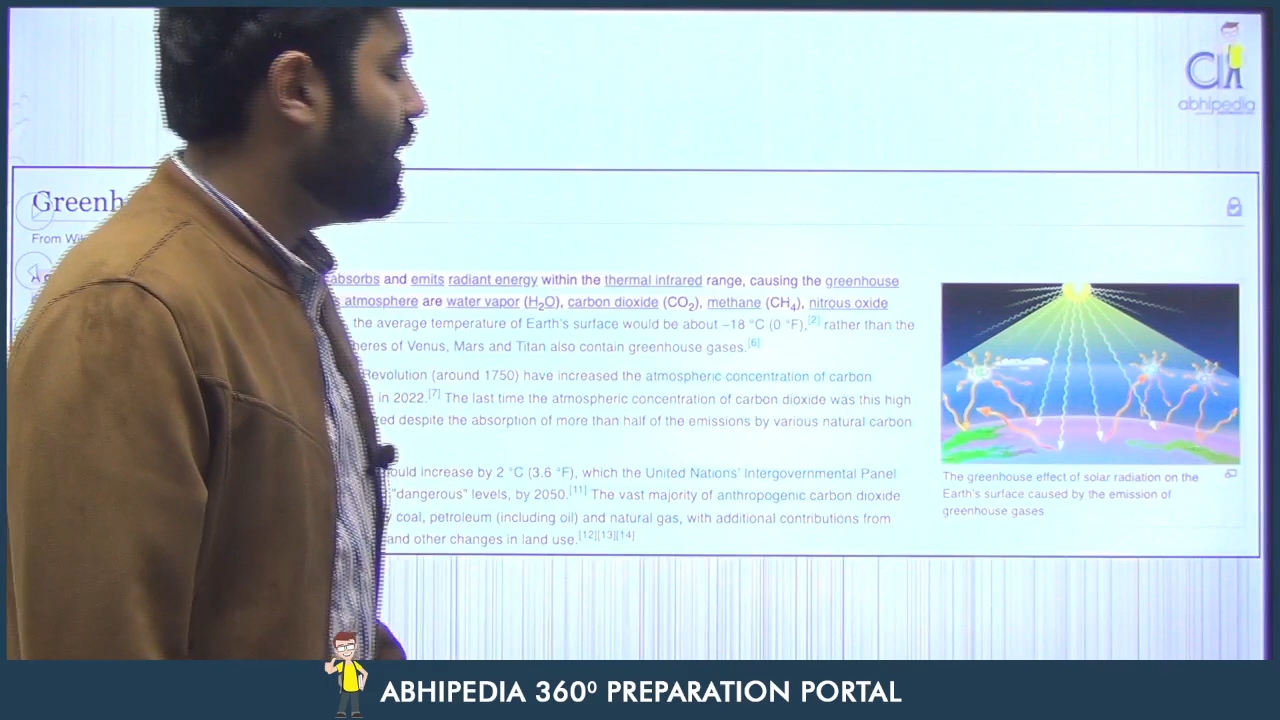 abhipedia
Greenh
From Wi
absorbs and emits radiant energy within the thermal infrared range, causing the greenhouse
atmosphere are water vapor (H₂O), carbon dioxide (CO₂), methane (CH₄), nitrous oxide
the average temperature of Earth's surface would be about −18 °C (0 °F),[2] rather than the
heres of Venus, Mars and Titan also contain greenhouse gases.[6]
Revolution (around 1750) have increased the atmospheric concentration of carbon
in 2022.[7] The last time the atmospheric concentration of carbon dioxide was this high
ed despite the absorption of more than half of the emissions by various natural carbon
ould increase by 2 °C (3.6 °F), which the United Nations' Intergovernmental Panel
"dangerous" levels, by 2050.[11] The vast majority of anthropogenic carbon dioxide
coal, petroleum (including oil) and natural gas, with additional contributions from
and other changes in land use.[12][13][14]
The greenhouse effect of solar radiation on the
Earth's surface caused by the emission of
greenhouse gases
ABHIPEDIA 360⁰ PREPARATION PORTAL